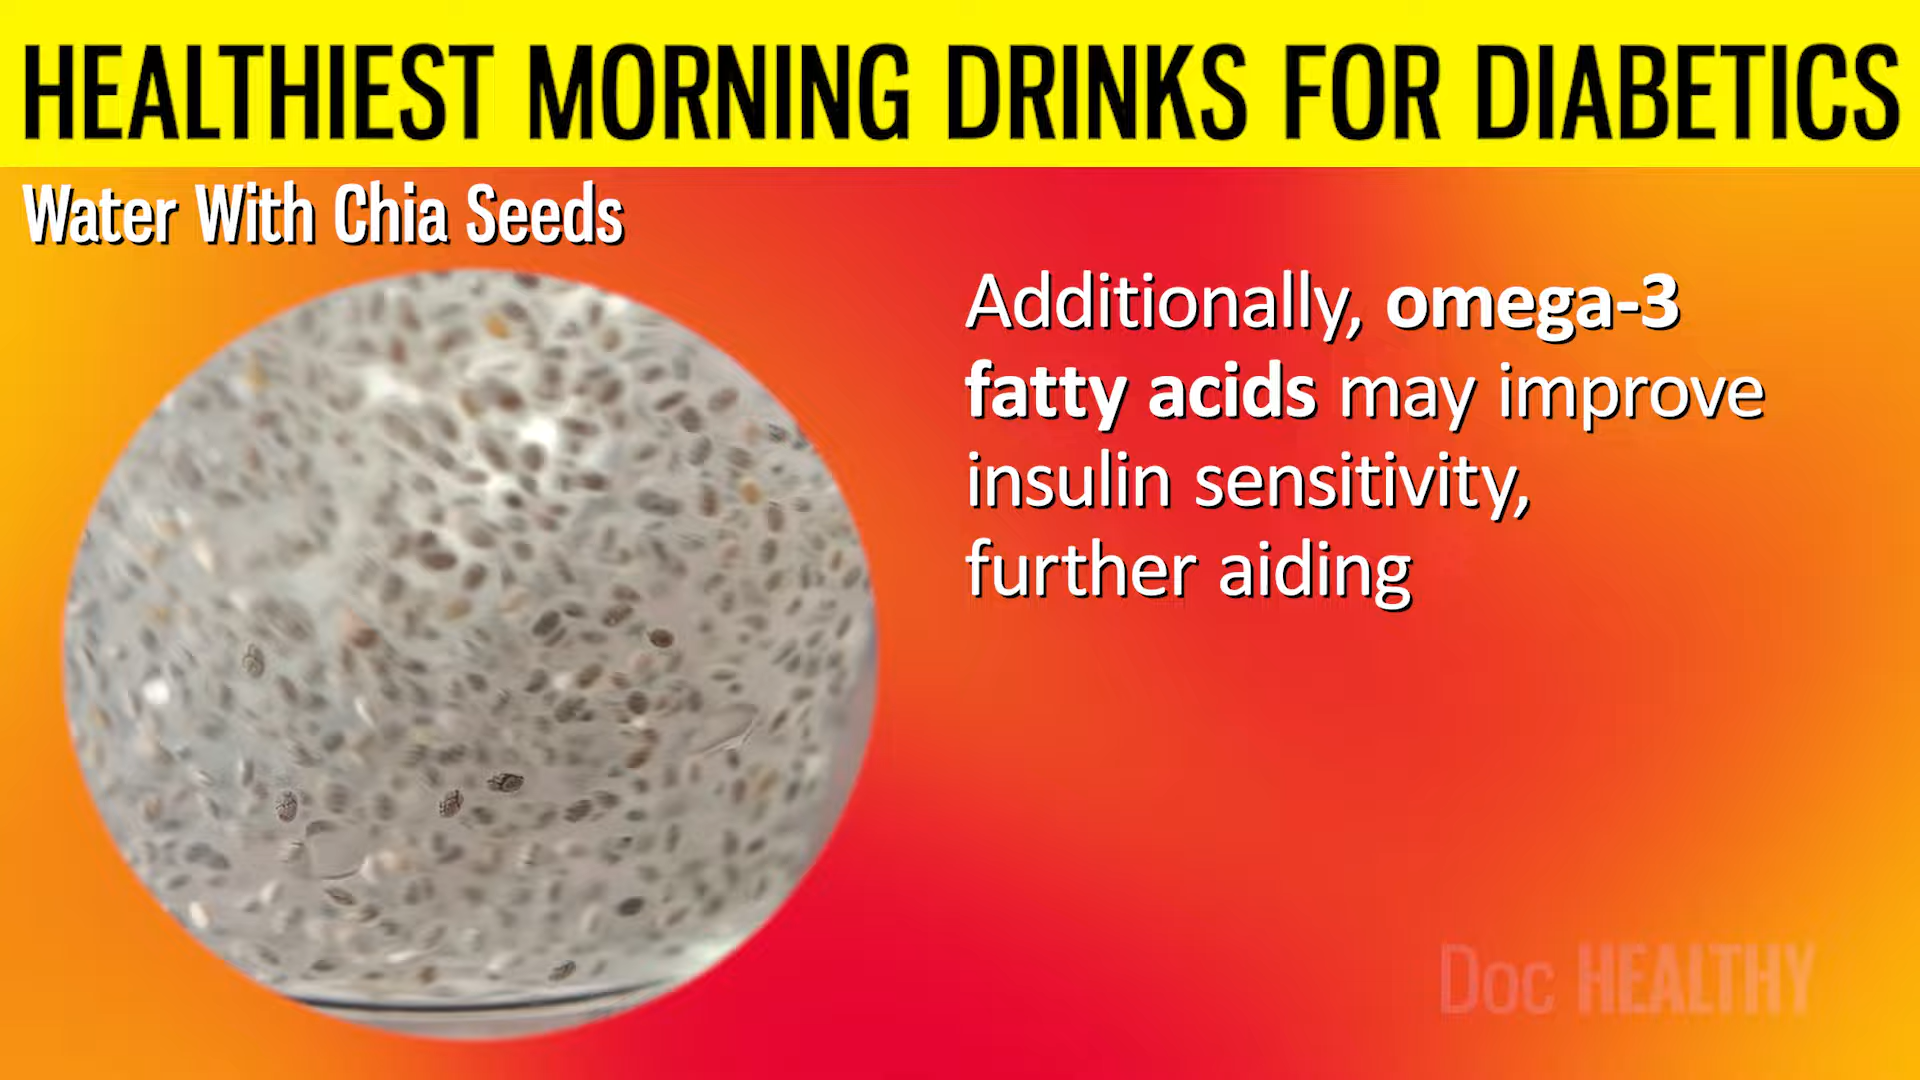 HEALTHIEST MORNING DRINKS FOR DIABETICS
Water With Chia Seeds
Additionally, omega-3
fatty acids may improve
insulin sensitivity,
further aiding
Doc HEALTHY